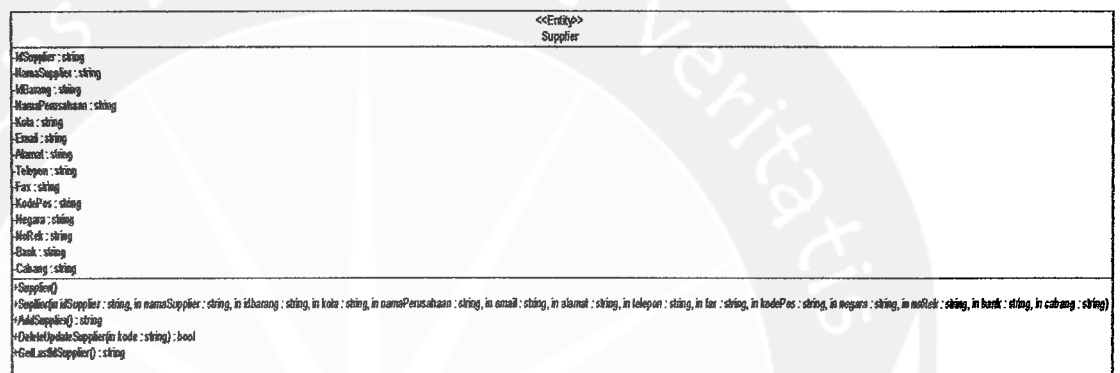 <<Entity>>
Supplier
-IdSupplier : string
-NamaSupplier : string
-IdBarang : string
-NamaPerusahaan : string
-Kota : string
-Email : string
-Alamat : string
-Telepon : string
-Fax : string
-KodePos : string
-Negara : string
-NoRek : string
-Bank : string
-Cabang : string
+Supplier()
+Suplier(in idSupplier : string, in namaSupplier : string, in idbarang : string, in kota : string, in namaPerusahaan : string, in email : string, in alamat : string, in telepon : string, in fax : string, in kodePos : string, in negara : string, in noRek : string, in bank : string, in cabang : string)
+AddSupplier() : string
+DeleteUpdateSupplier(in kode : string) : bool
+GetLastIdSupplier() : string
veritatis